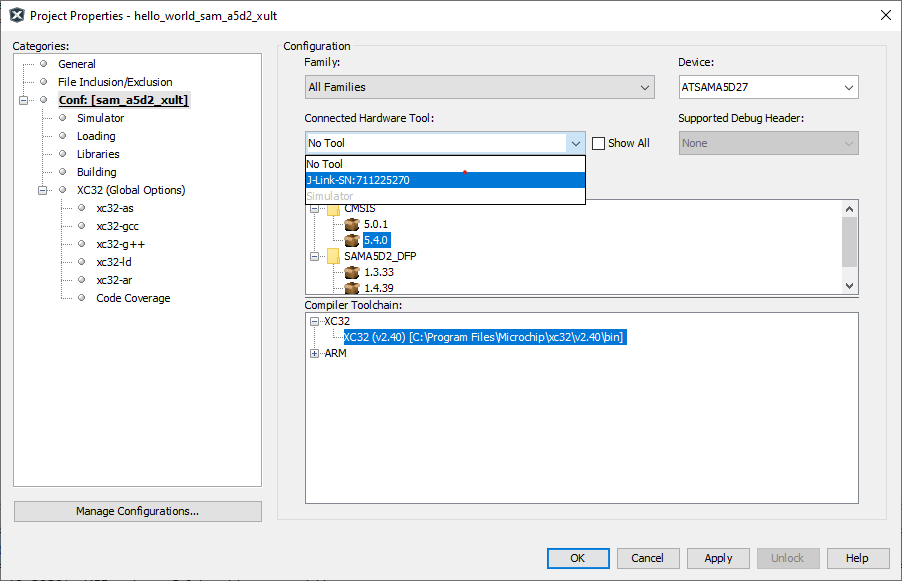 Project Properties - hello_world_sam_a5d2_xult
Categories:
General
File Inclusion/Exclusion
Conf: [sam_a5d2_xult]
Simulator
Loading
Libraries
Building
XC32 (Global Options)
xc32-as
xc32-gcc
xc32-g++
xc32-ld
xc32-ar
Code Coverage
Manage Configurations...
Configuration
Family:
All Families
Device:
ATSAMA5D27
Connected Hardware Tool:
No Tool
Show All
Supported Debug Header:
None
No Tool
J-Link-SN:711225270
Simulator
CMSIS
5.0.1
5.4.0
SAMA5D2_DFP
1.3.33
1.4.39
Compiler Toolchain:
XC32
XC32 (v2.40) [C:\Program Files\Microchip\xc32\v2.40\bin]
ARM
OK
Cancel
Apply
Unlock
Help